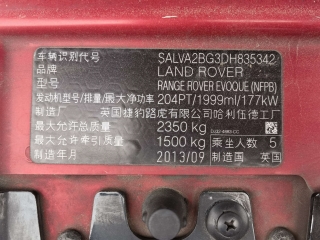 车辆识别代号 SALVA2BG3DH835342
品牌 LAND ROVER
型号 RANGE ROVER EVOQUE (NFPB)
发动机型号/排量/最大净功率 204PT/1999ml/177kW
制造厂 英国捷豹路虎有限公司哈利伍德工厂
最大允许总质量 2350 kg
最大允许牵引质量 1500 kg 乘坐人数 5
制造年月 2013/09 制造国 英国